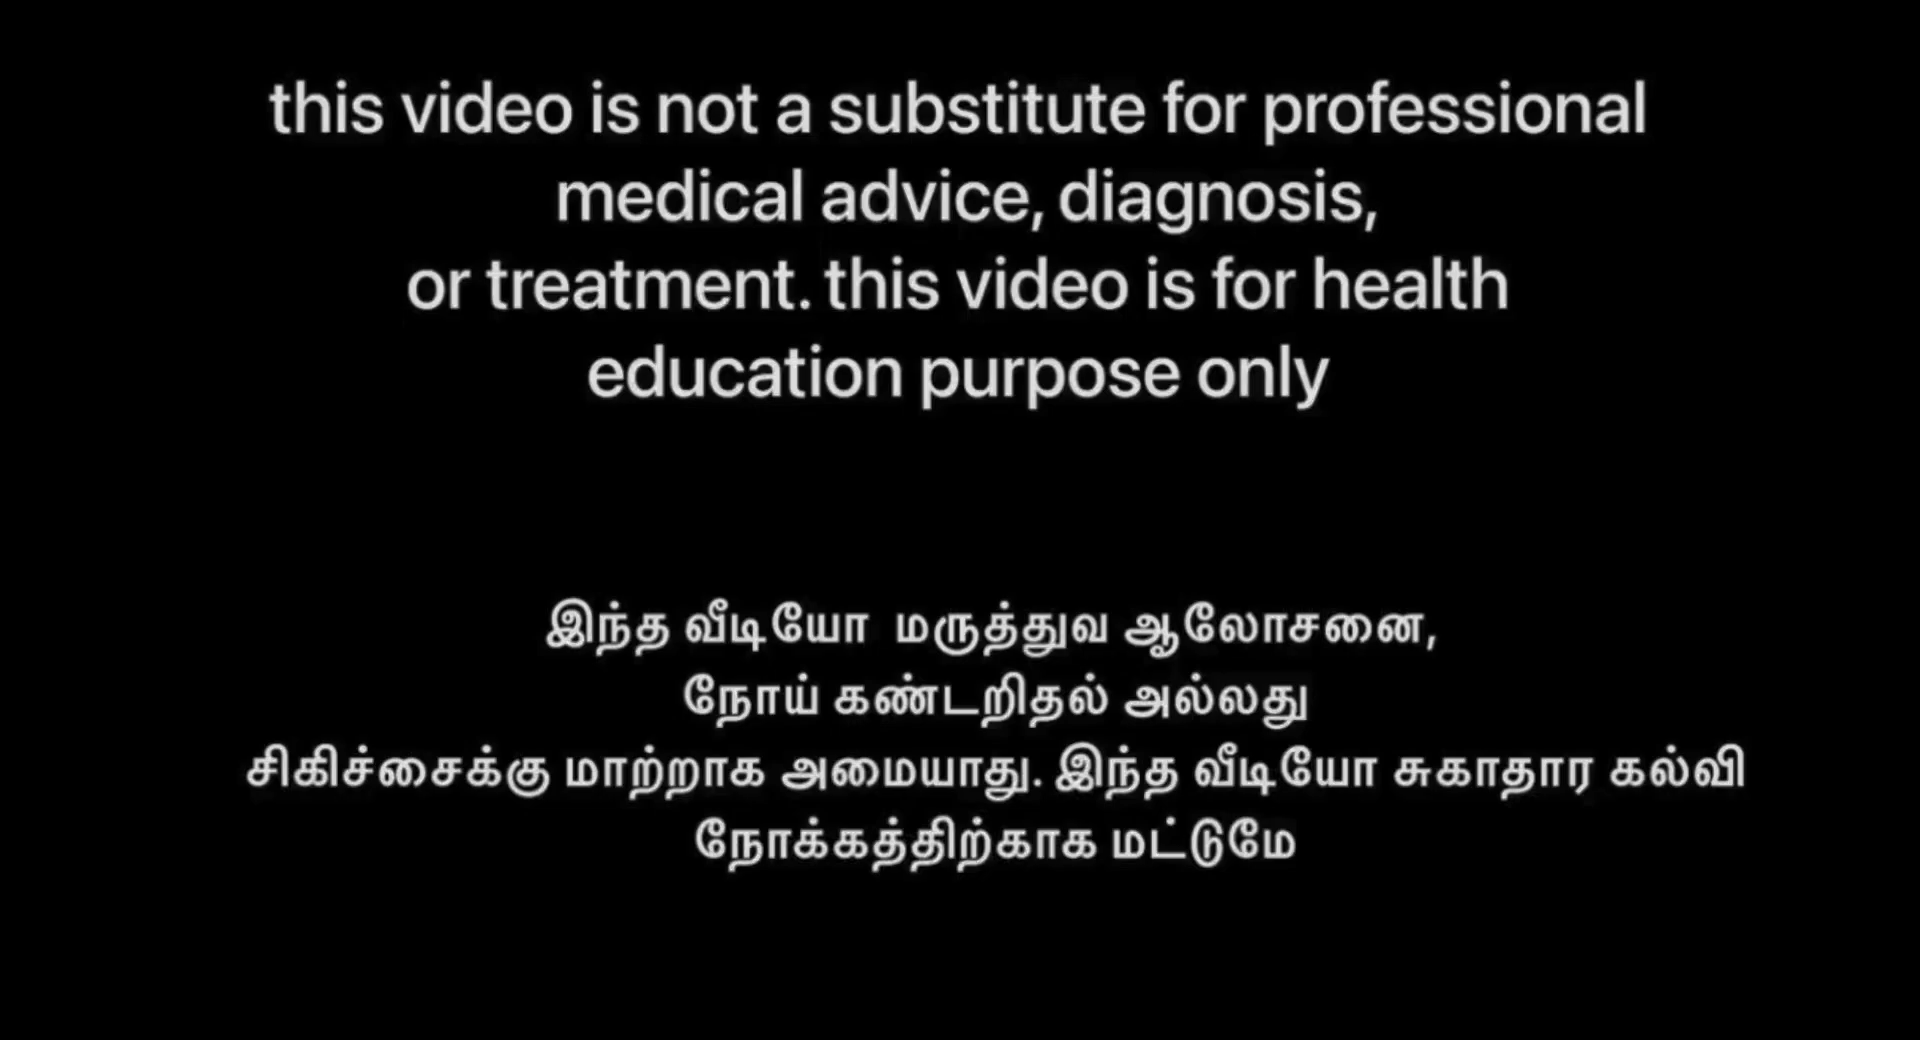 this video is not a substitute for professional
medical advice, diagnosis,
or treatment. this video is for health
education purpose only
இந்த வீடியோ மருத்துவ ஆலோசனை,
நோய் கண்டறிதல் அல்லது
சிகிச்சைக்கு மாற்றாக அமையாது. இந்த வீடியோ சுகாதார கல்வி
நோக்கத்திற்காக மட்டுமே